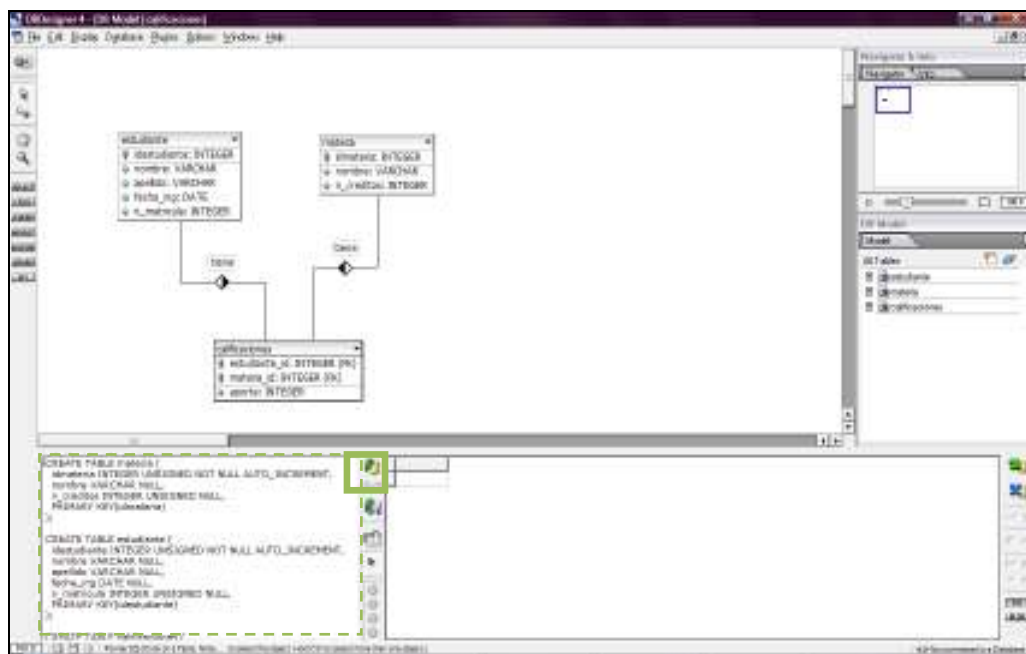 DBDesigner 4 - [DB Model | calificaciones]
File Edit Display Database Plugins Options Windows Help
Navigator & Info
Navigator Info
estudiante
idestudiante: INTEGER
nombre: VARCHAR
apellido: VARCHAR
fecha_ing: DATE
n_matricula: INTEGER
materia
idmateria: INTEGER
nombre: VARCHAR
n_creditos: INTEGER
tiene
tiene
calificaciones
estudiante_id: INTEGER (FK)
materia_id: INTEGER (FK)
aporte: INTEGER
DB Model
Model
All Tables
estudiante
materia
calificaciones
CREATE TABLE materia (
idmateria INTEGER UNSIGNED NOT NULL AUTO_INCREMENT,
nombre VARCHAR NULL,
n_creditos INTEGER UNSIGNED NULL,
PRIMARY KEY(idmateria)
);
CREATE TABLE estudiante (
idestudiante INTEGER UNSIGNED NOT NULL AUTO_INCREMENT,
nombre VARCHAR NULL,
apellido VARCHAR NULL,
fecha_ing DATE NULL,
n_matricula INTEGER UNSIGNED NULL,
PRIMARY KEY(idestudiante)
);